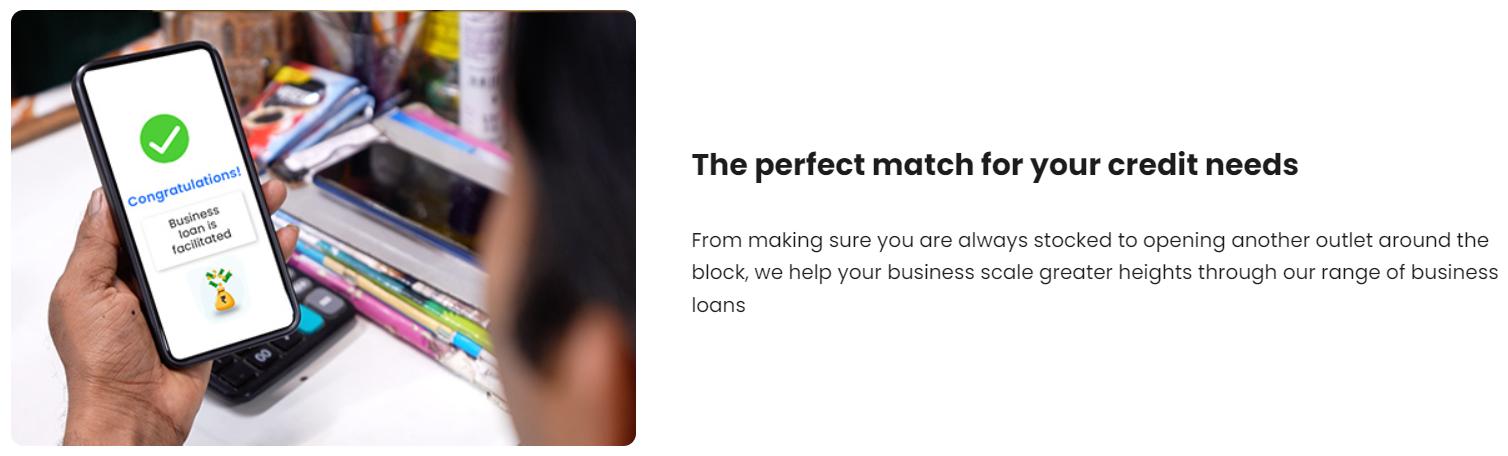 Congratulations!
Business
loan is
facilitated
₹
The perfect match for your credit needs
From making sure you are always stocked to opening another outlet around the
block, we help your business scale greater heights through our range of business
loans